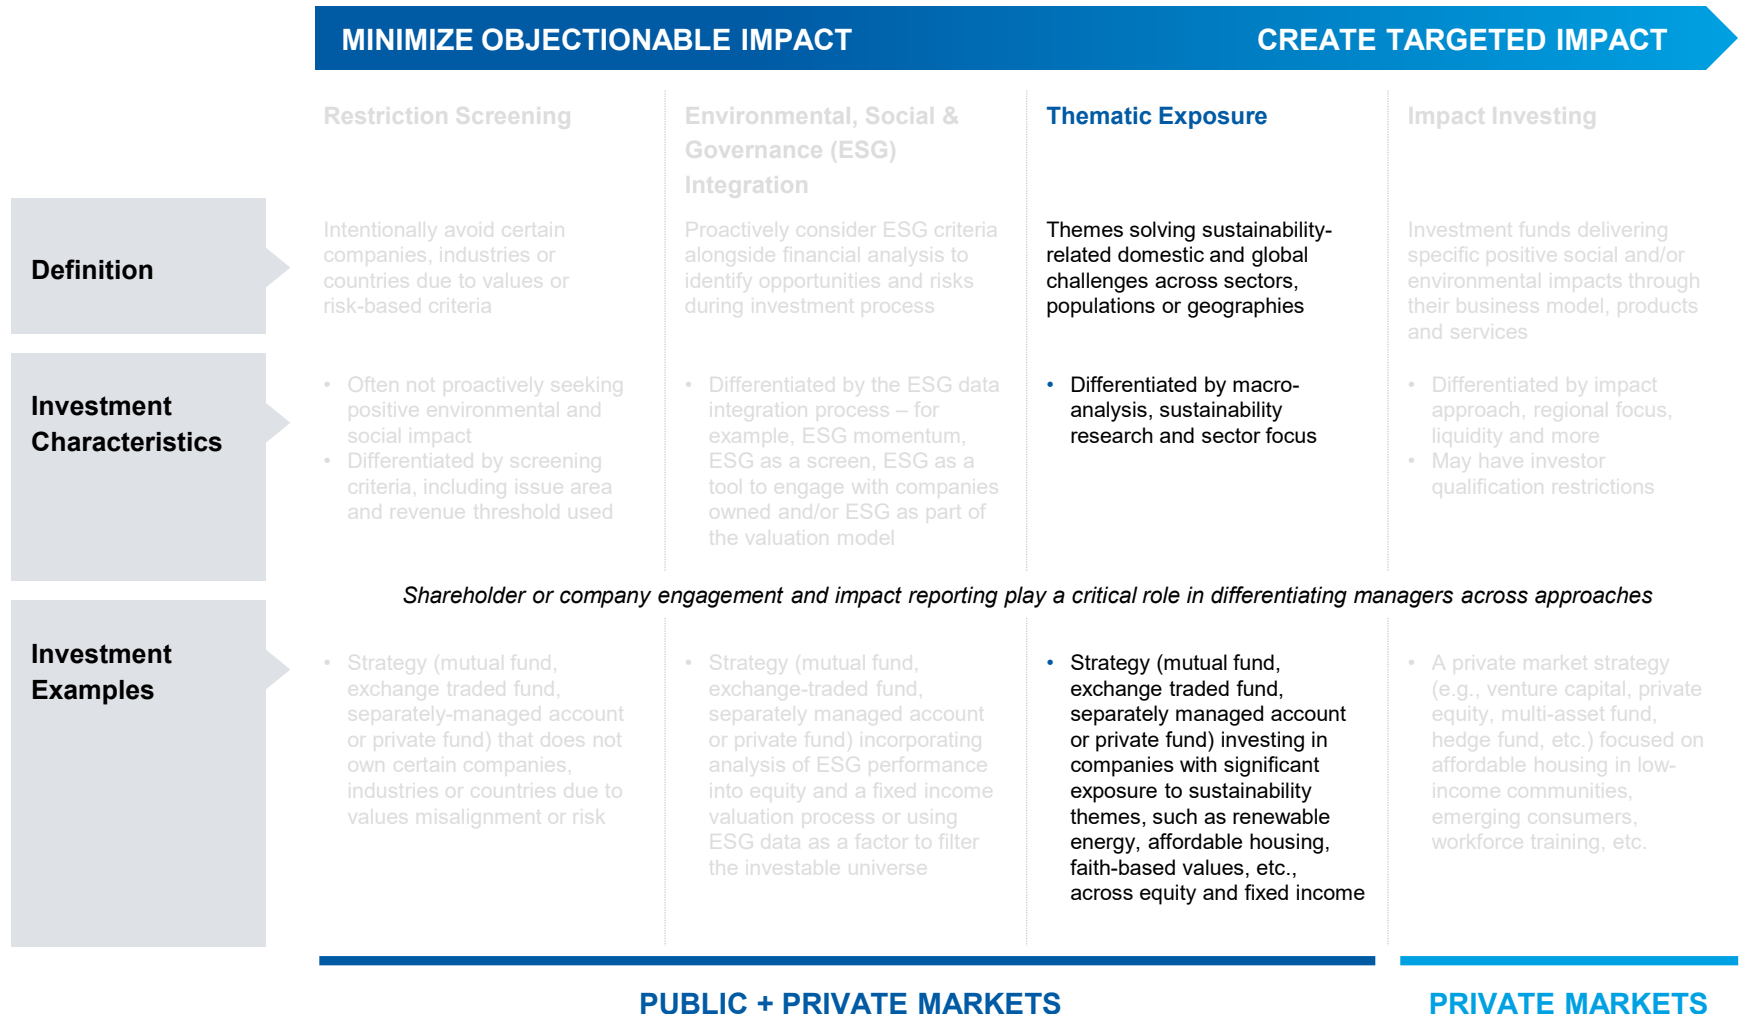 MINIMIZE OBJECTIONABLE IMPACT
CREATE TARGETED IMPACT
Restriction Screening
Environmental, Social &
Governance (ESG)
Integration
Thematic Exposure
Impact Investing
Definition
Intentionally avoid certain
companies, industries or
countries due to values or
risk-based criteria
Proactively consider ESG criteria
alongside financial analysis to
identify opportunities and risks
during investment process
Themes solving sustainability-
related domestic and global
challenges across sectors,
populations or geographies
Investment funds delivering
specific positive social and/or
environmental impacts through
their business model, products
and services
Investment
Characteristics
• Often not proactively seeking
positive environmental and
social impact
• Differentiated by screening
criteria, including issue area
and revenue threshold used
• Differentiated by the ESG data
integration process – for
example, ESG momentum,
ESG as a screen, ESG as a
tool to engage with companies
owned and/or ESG as part of
the valuation model
• Differentiated by macro-
analysis, sustainability
research and sector focus
• Differentiated by impact
approach, regional focus,
liquidity and more
• May have investor
qualification restrictions
Shareholder or company engagement and impact reporting play a critical role in differentiating managers across approaches
Investment
Examples
• Strategy (mutual fund,
exchange traded fund,
separately-managed account
or private fund) that does not
own certain companies,
industries or countries due to
values misalignment or risk
• Strategy (mutual fund,
exchange-traded fund,
separately managed account
or private fund) incorporating
analysis of ESG performance
into equity and a fixed income
valuation process or using
ESG data as a factor to filter
the investable universe
• Strategy (mutual fund,
exchange traded fund,
separately managed account
or private fund) investing in
companies with significant
exposure to sustainability
themes, such as renewable
energy, affordable housing,
faith-based values, etc.,
across equity and fixed income
• A private market strategy
(e.g., venture capital, private
equity, multi-asset fund,
hedge fund, etc.) focused on
affordable housing in low-
income communities,
emerging consumers,
workforce training, etc.
PUBLIC + PRIVATE MARKETS
PRIVATE MARKETS